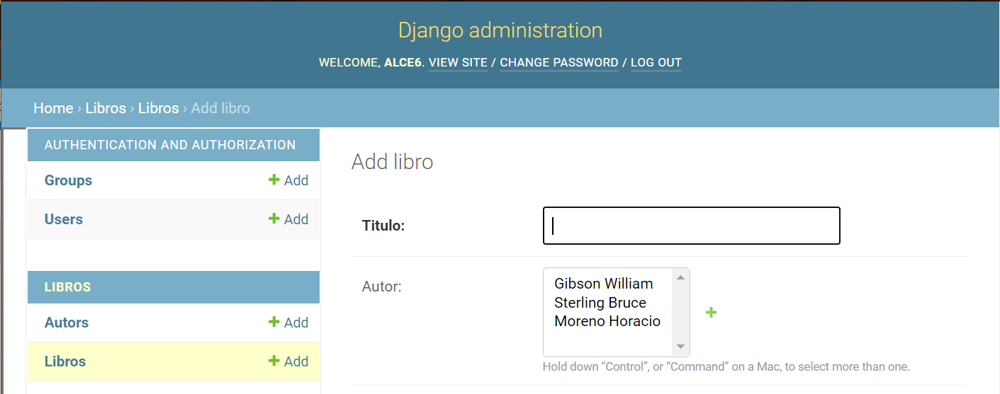 Django administration
WELCOME, ALCE6. VIEW SITE / CHANGE PASSWORD / LOG OUT
Home › Libros › Libros › Add libro
AUTHENTICATION AND AUTHORIZATION
Groups + Add
Users + Add
LIBROS
Autors + Add
Libros + Add
Add libro
Titulo:
Autor:
Gibson William
Sterling Bruce
Moreno Horacio
Hold down “Control”, or “Command” on a Mac, to select more than one.